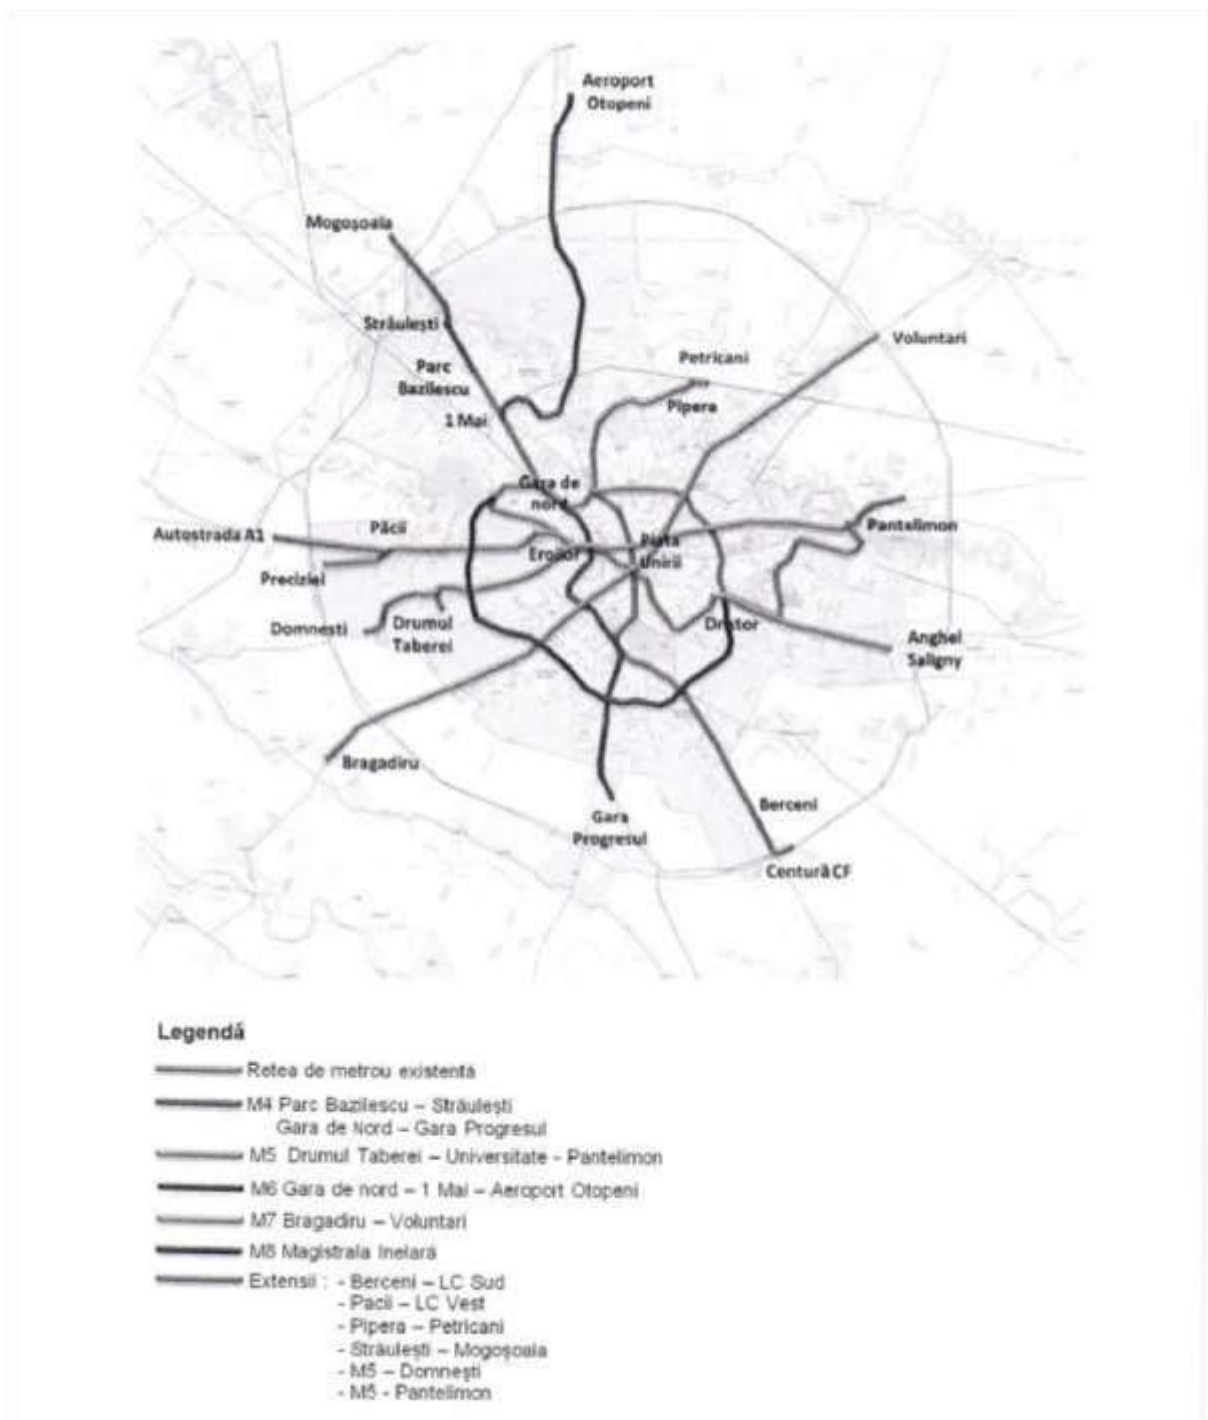 Aeroport
Otopeni
Mogoșoaia
Străulești
Voluntari
Parc
Bazilescu
Petricani
1 Mai
Pipera
Gara de
nord
Autostrada A1
Păcii
Pantelimon
Piata
Unirii
Eroilor
Preciziei
Domnești
Drumul
Taberei
Dristor
Anghel
Saligny
Bragadiru
Berceni
Gara
Progresul
Centură CF
Legendă
Retea de metrou existentă
M4 Parc Bazilescu – Străulești
Gara de Nord – Gara Progresul
M5 Drumul Taberei – Universitate - Pantelimon
M6 Gara de nord – 1 Mai – Aeroport Otopeni
M7 Bragadiru – Voluntari
M8 Magistrala Inelară
Extensii : - Berceni – LC Sud
- Pacii – LC Vest
- Pipera – Petricani
- Străulești – Mogoșoaia
- M5 – Domnești
- M5 - Pantelimon